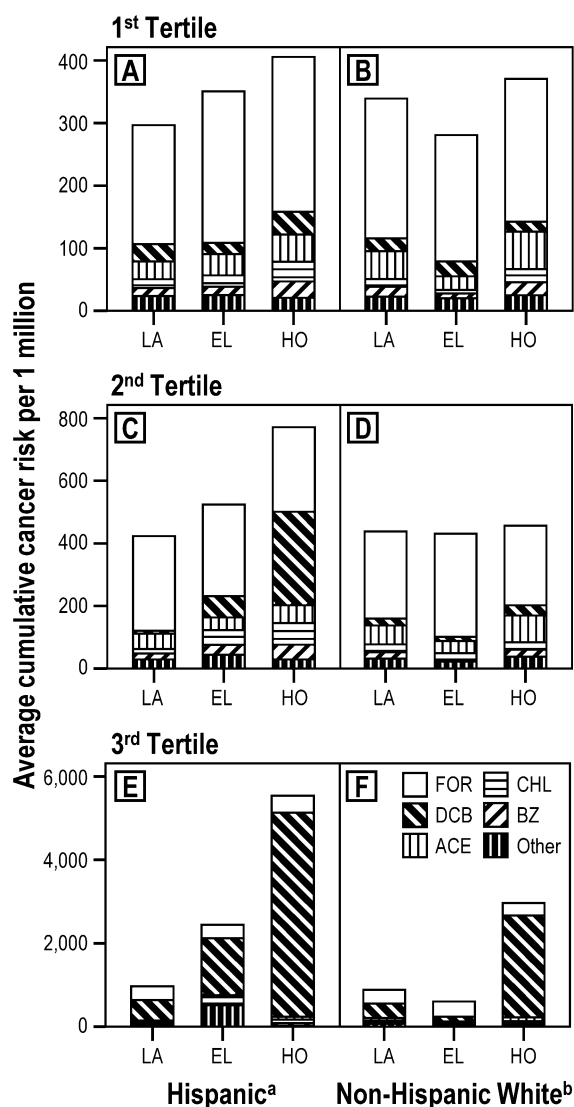 1st Tertile
Average cumulative cancer risk per 1 million
400
300
200
100
0
A
B
LA EL HO LA EL HO
2nd Tertile
800
600
400
200
0
C
D
LA EL HO LA EL HO
3rd Tertile
6,000
4,000
2,000
0
E
F
FOR CHL
DCB BZ
ACE Other
LA EL HO LA EL HO
Hispanica Non-Hispanic Whiteb